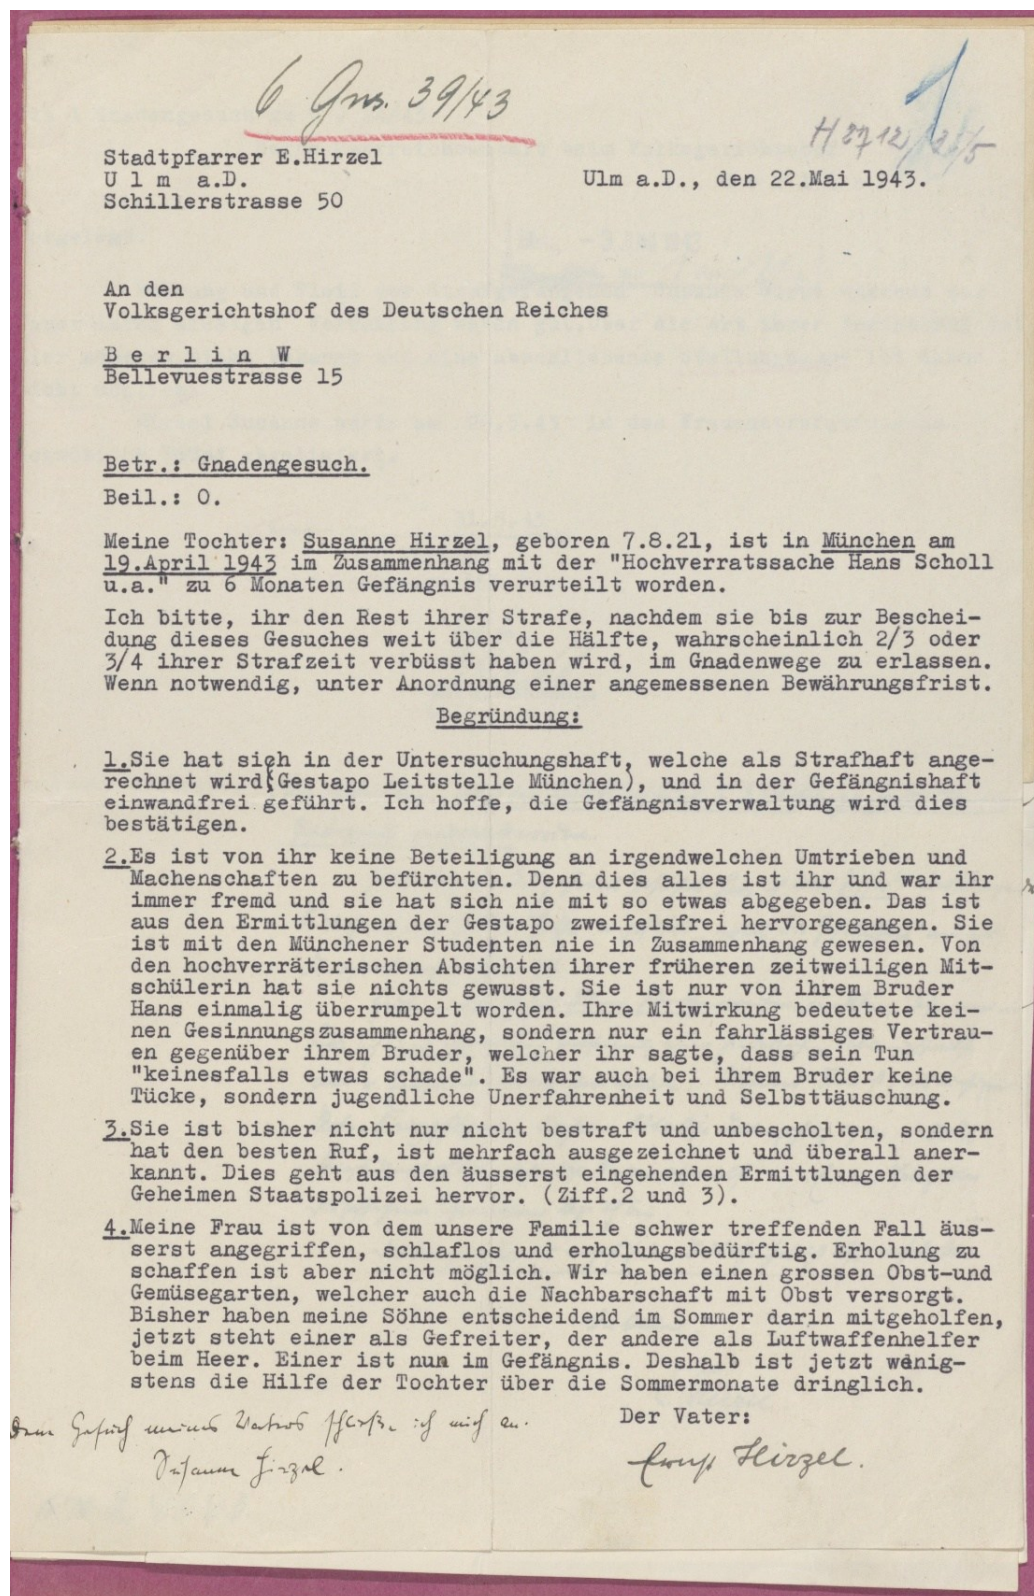 6 Gns. 39/43
Stadtpfarrer E.Hirzel
U l m  a.D.
Schillerstrasse 50
Ulm a.D., den 22.Mai 1943.
An den
Volksgerichtshof des Deutschen Reiches
B e r l i n  W
Bellevuestrasse 15
Betr.: Gnadengesuch.
Beil.: O.
Meine Tochter: Susanne Hirzel, geboren 7.8.21, ist in München am
19.April 1943 im Zusammenhang mit der "Hochverratssache Hans Scholl
u.a." zu 6 Monaten Gefängnis verurteilt worden.
Ich bitte, ihr den Rest ihrer Strafe, nachdem sie bis zur Beschei-
dung dieses Gesuches weit über die Hälfte, wahrscheinlich 2/3 oder
3/4 ihrer Strafzeit verbüsst haben wird, im Gnadenwege zu erlassen.
Wenn notwendig, unter Anordnung einer angemessenen Bewährungsfrist.
Begründung:
1.Sie hat sich in der Untersuchungshaft, welche als Strafhaft ange-
rechnet wird(Gestapo Leitstelle München), und in der Gefängnishaft
einwandfrei geführt. Ich hoffe, die Gefängnisverwaltung wird dies
bestätigen.
2.Es ist von ihr keine Beteiligung an irgendwelchen Umtrieben und
Machenschaften zu befürchten. Denn dies alles ist ihr und war ihr
immer fremd und sie hat sich nie mit so etwas abgegeben. Das ist
aus den Ermittlungen der Gestapo zweifelsfrei hervorgegangen. Sie
ist mit den Münchener Studenten nie in Zusammenhang gewesen. Von
den hochverräterischen Absichten ihrer früheren zeitweiligen Mit-
schülerin hat sie nichts gewusst. Sie ist nur von ihrem Bruder
Hans einmalig überrumpelt worden. Ihre Mitwirkung bedeutete kei-
nen Gesinnungszusammenhang, sondern nur ein fahrlässiges Vertrau-
en gegenüber ihrem Bruder, welcher ihr sagte, dass sein Tun
"keinesfalls etwas schade". Es war auch bei ihrem Bruder keine
Tücke, sondern jugendliche Unerfahrenheit und Selbsttäuschung.
3.Sie ist bisher nicht nur nicht bestraft und unbescholten, sondern
hat den besten Ruf, ist mehrfach ausgezeichnet und überall aner-
kannt. Dies geht aus den äusserst eingehenden Ermittlungen der
Geheimen Staatspolizei hervor. (Ziff.2 und 3).
4.Meine Frau ist von dem unsere Familie schwer treffenden Fall äus-
serst angegriffen, schlaflos und erholungsbedürftig. Erholung zu
schaffen ist aber nicht möglich. Wir haben einen grossen Obst-und
Gemüsegarten, welcher auch die Nachbarschaft mit Obst versorgt.
Bisher haben meine Söhne entscheidend im Sommer darin mitgeholfen,
jetzt steht einer als Gefreiter, der andere als Luftwaffenhelfer
beim Heer. Einer ist nun im Gefängnis. Deshalb ist jetzt wenig-
stens die Hilfe der Tochter über die Sommermonate dringlich.
Der Vater:
Ernst Hirzel.
Dem Gesuch meines Vaters schließe ich mich an.
Susanne Hirzel.